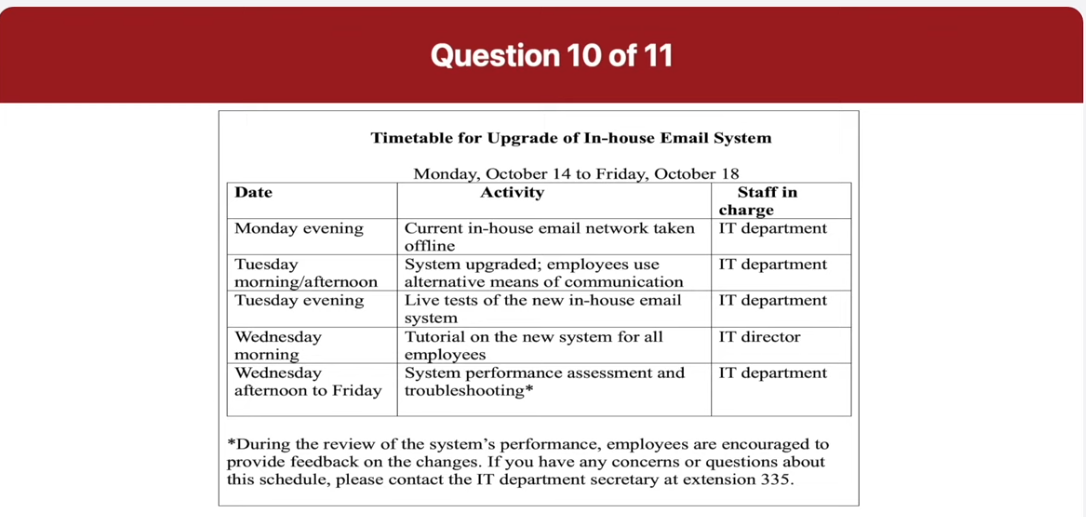 Question 10 of 11
Timetable for Upgrade of In-house Email System
Monday, October 14 to Friday, October 18
Date Activity Staff in
charge
Monday evening Current in-house email network taken IT department
offline
Tuesday System upgraded; employees use IT department
morning/afternoon alternative means of communication
Tuesday evening Live tests of the new in-house email IT department
system
Wednesday Tutorial on the new system for all IT director
morning employees
Wednesday System performance assessment and IT department
afternoon to Friday troubleshooting*
*During the review of the system's performance, employees are encouraged to
provide feedback on the changes. If you have any concerns or questions about
this schedule, please contact the IT department secretary at extension 335.